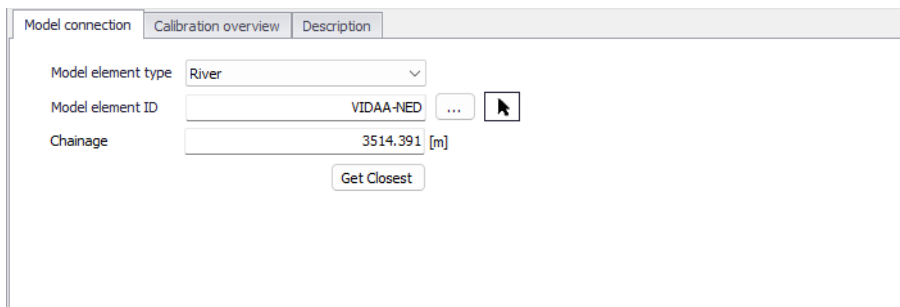 Model connection Calibration overview Description
Model element type River
Model element ID VIDAA-NED ...
Chainage 3514.391 [m]
Get Closest